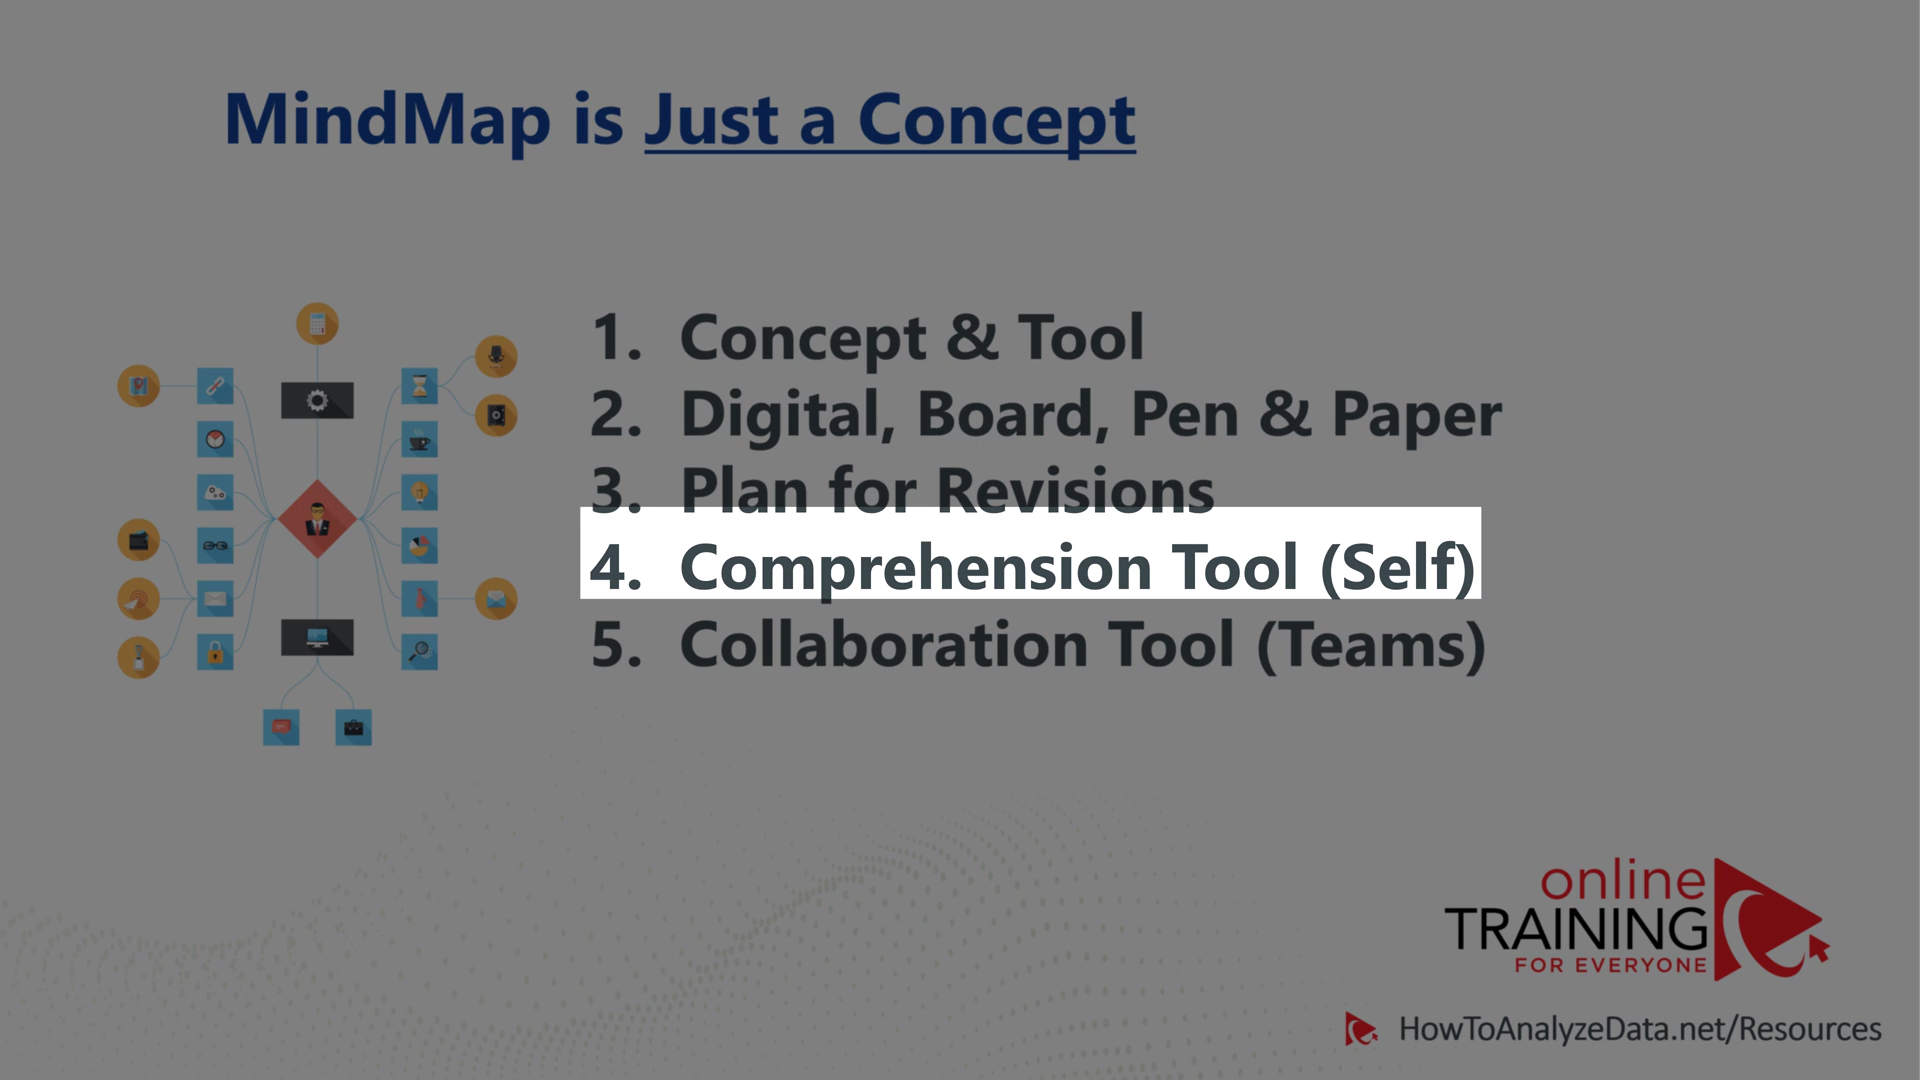 MindMap is Just a Concept
1. Concept & Tool
2. Digital, Board, Pen & Paper
3. Plan for Revisions
4. Comprehension Tool (Self)
5. Collaboration Tool (Teams)
online
TRAINING
FOR EVERYONE
HowToAnalyzeData.net/Resources